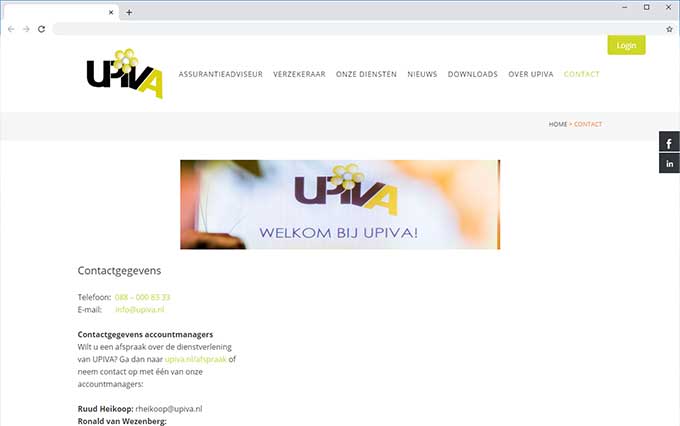 Login
UPIVA
ASSURANTIEADVISEUR VERZEKERAAR ONZE DIENSTEN NIEUWS DOWNLOADS OVER UPIVA CONTACT
HOME > CONTACT
f
in
UPIVA
WELKOM BIJ UPIVA!
Contactgegevens
Telefoon: 088 – 000 83 33
E-mail: info@upiva.nl
Contactgegevens accountmanagers
Wilt u een afspraak over de dienstverlening
van UPIVA? Ga dan naar upiva.nl/afspraak of
neem contact op met één van onze
accountmanagers:
Ruud Heikoop: rheikoop@upiva.nl
Ronald van Wezenberg: